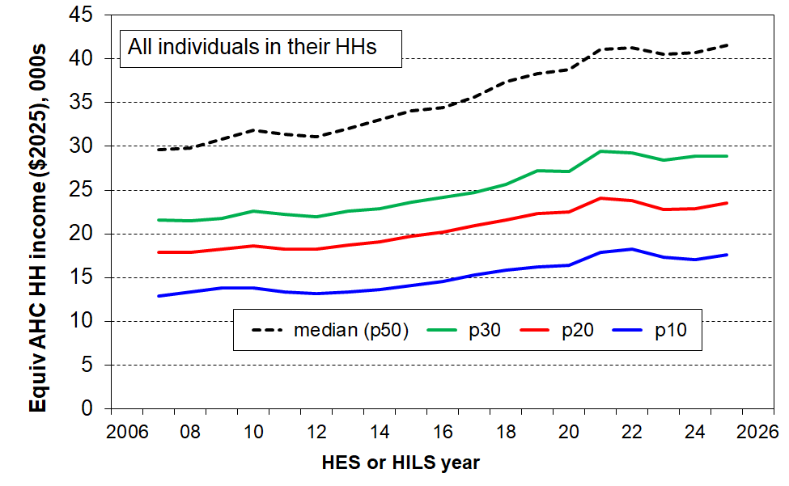 45
40
35
30
25
20
15
10
5
0
Equiv AHC HH income ($2025), 000s
All individuals in their HHs
median (p50) p30 p20 p10
2006 08 10 12 14 16 18 20 22 24 2026
HES or HILS year